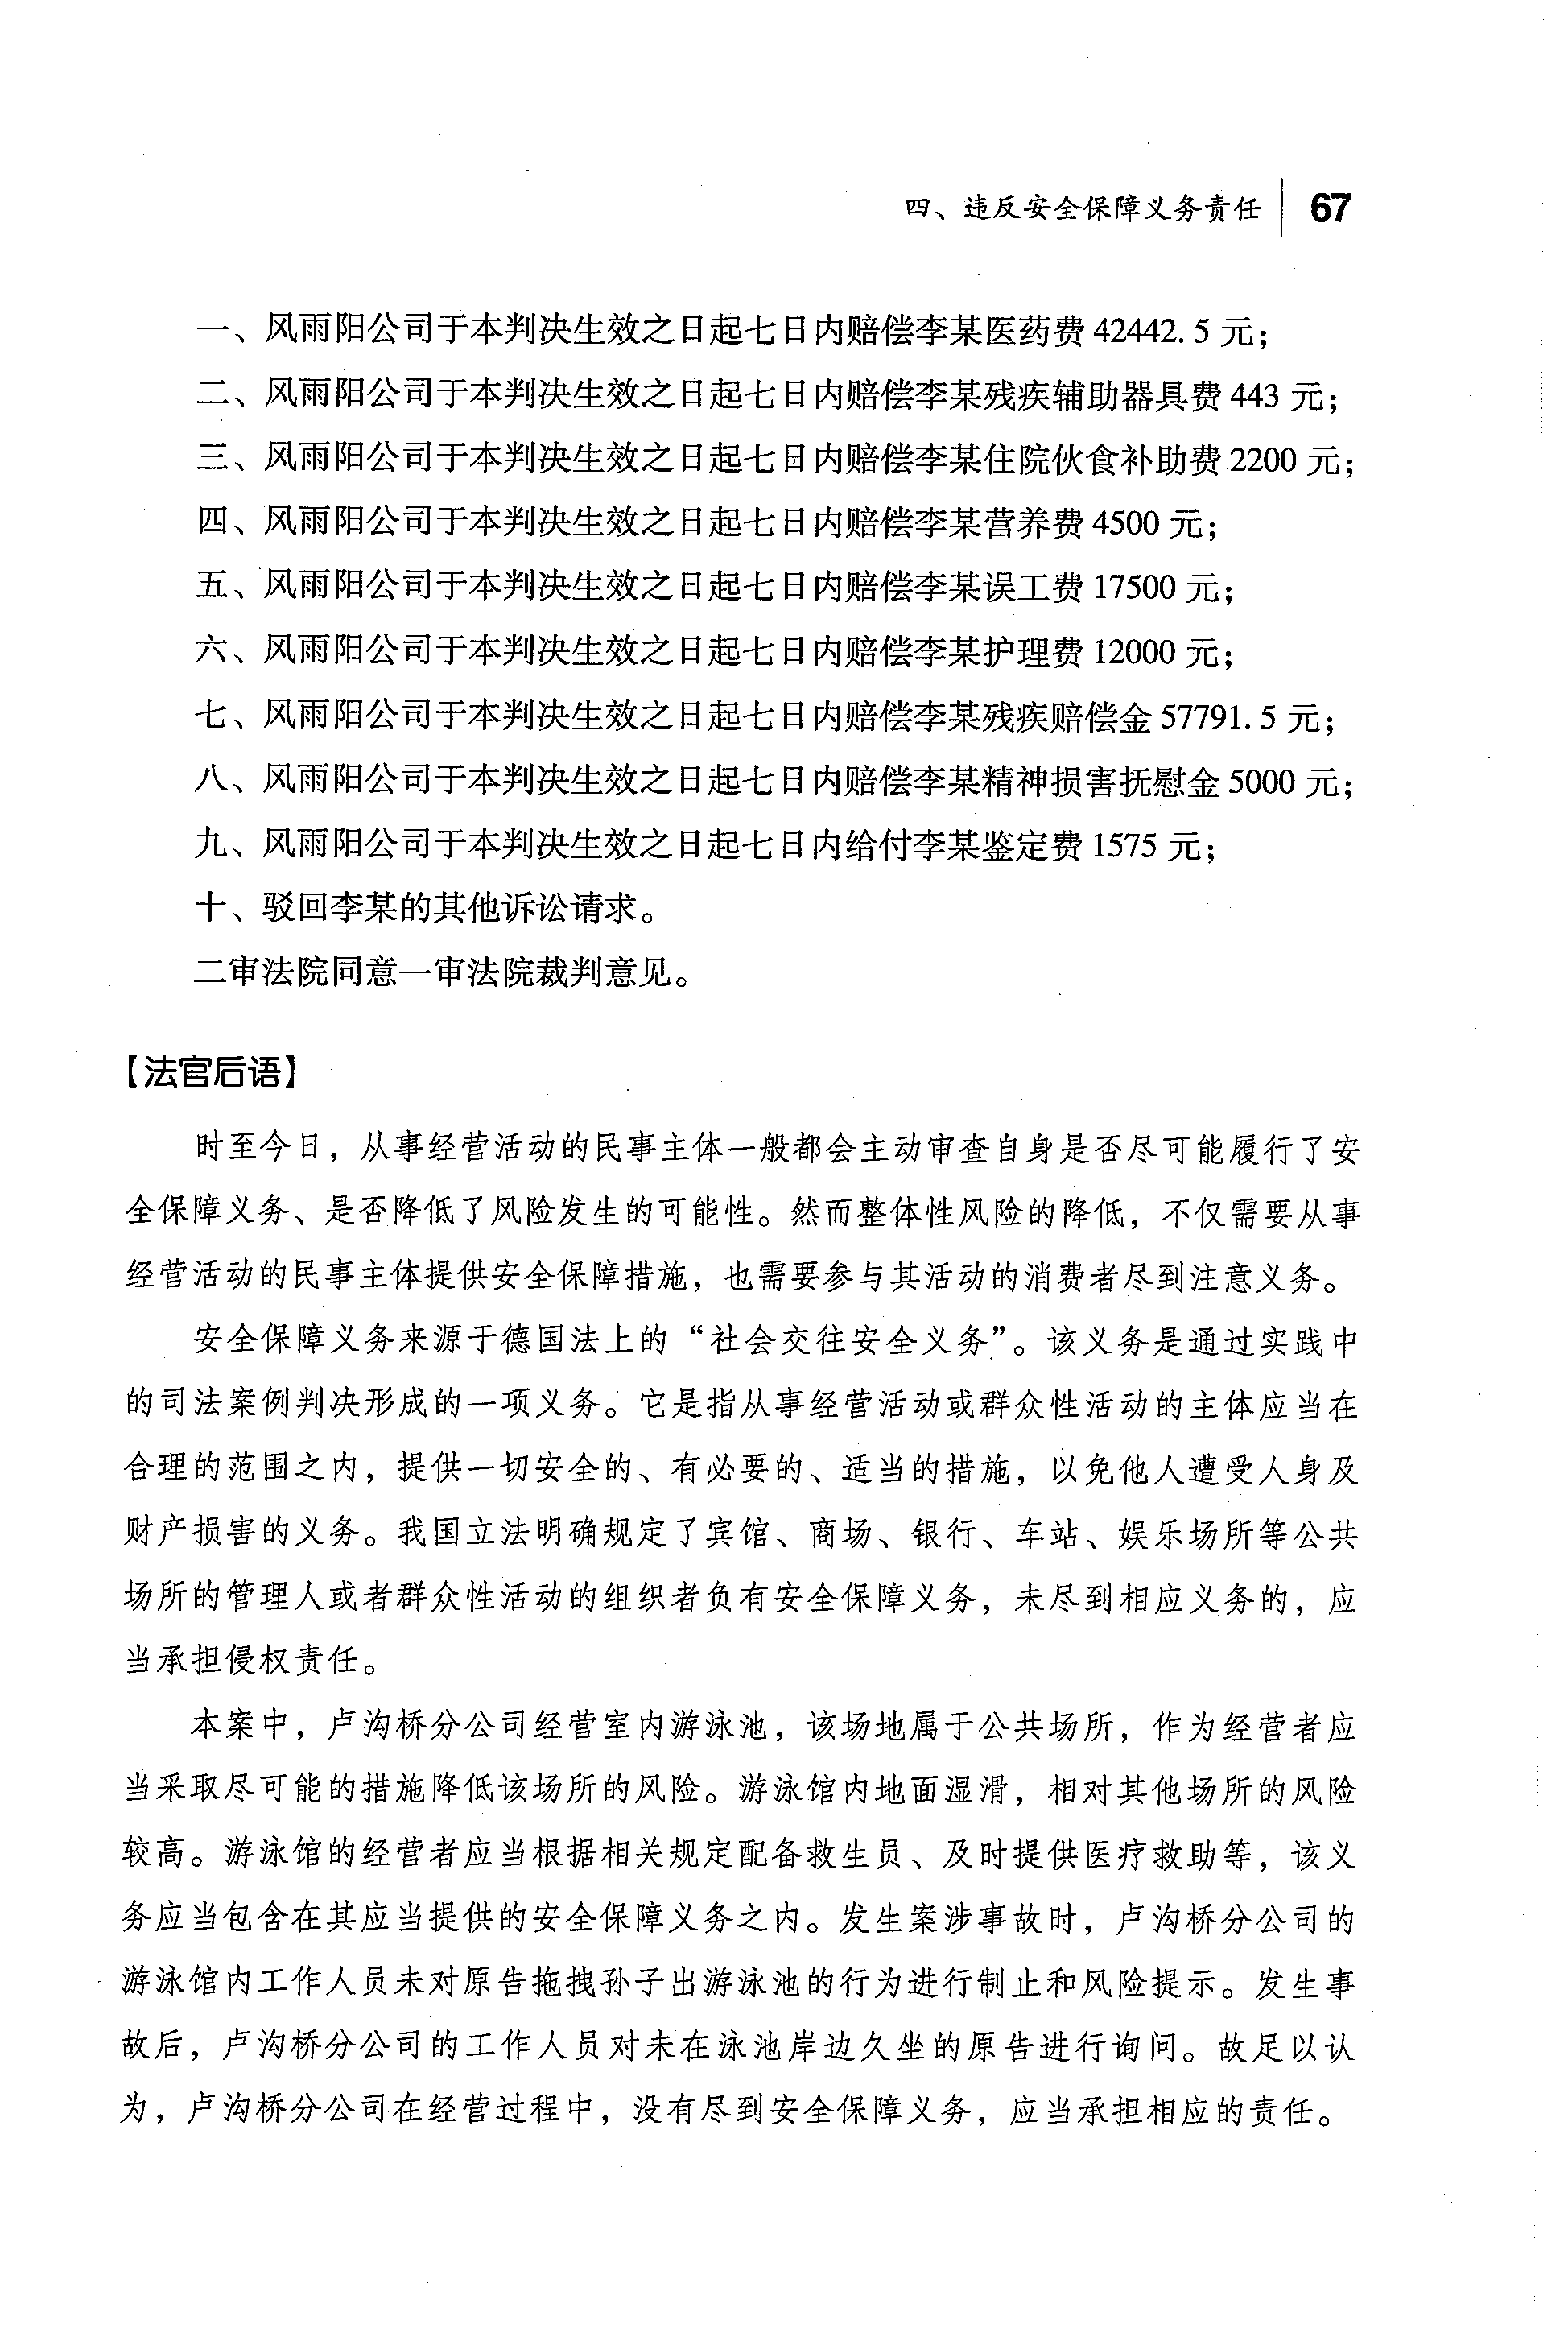 四、违反安全保障义务责任 67
一、风雨阳公司于本判决生效之日起七日内赔偿李某医药费 42442.5 元；
二、风雨阳公司于本判决生效之日起七日内赔偿李某残疾辅助器具费 443 元；
三、风雨阳公司于本判决生效之日起七日内赔偿李某住院伙食补助费 2200 元；
四、风雨阳公司于本判决生效之日起七日内赔偿李某营养费 4500 元；
五、风雨阳公司于本判决生效之日起七日内赔偿李某误工费 17500 元；
六、风雨阳公司于本判决生效之日起七日内赔偿李某护理费 12000 元；
七、风雨阳公司于本判决生效之日起七日内赔偿李某残疾赔偿金 57791.5 元；
八、风雨阳公司于本判决生效之日起七日内赔偿李某精神损害抚慰金 5000 元；
九、风雨阳公司于本判决生效之日起七日内给付李某鉴定费 1575 元；
十、驳回李某的其他诉讼请求。
二审法院同意一审法院裁判意见。
【法官后语】
时至今日，从事经营活动的民事主体一般都会主动审查自身是否尽可能履行了安
全保障义务、是否降低了风险发生的可能性。然而整体性风险的降低，不仅需要从事
经营活动的民事主体提供安全保障措施，也需要参与其活动的消费者尽到注意义务。
安全保障义务来源于德国法上的“社会交往安全义务”。该义务是通过实践中
的司法案例判决形成的一项义务。它是指从事经营活动或群众性活动的主体应当在
合理的范围之内，提供一切安全的、有必要的、适当的措施，以免他人遭受人身及
财产损害的义务。我国立法明确规定了宾馆、商场、银行、车站、娱乐场所等公共
场所的管理人或者群众性活动的组织者负有安全保障义务，未尽到相应义务的，应
当承担侵权责任。
本案中，卢沟桥分公司经营室内游泳池，该场地属于公共场所，作为经营者应
当采取尽可能的措施降低该场所的风险。游泳馆内地面湿滑，相对其他场所的风险
较高。游泳馆的经营者应当根据相关规定配备救生员、及时提供医疗救助等，该义
务应当包含在其应当提供的安全保障义务之内。发生案涉事故时，卢沟桥分公司的
游泳馆内工作人员未对原告拖拽孙子出游泳池的行为进行制止和风险提示。发生事
故后，卢沟桥分公司的工作人员对未在泳池岸边久坐的原告进行询问。故足以认
为，卢沟桥分公司在经营过程中，没有尽到安全保障义务，应当承担相应的责任。